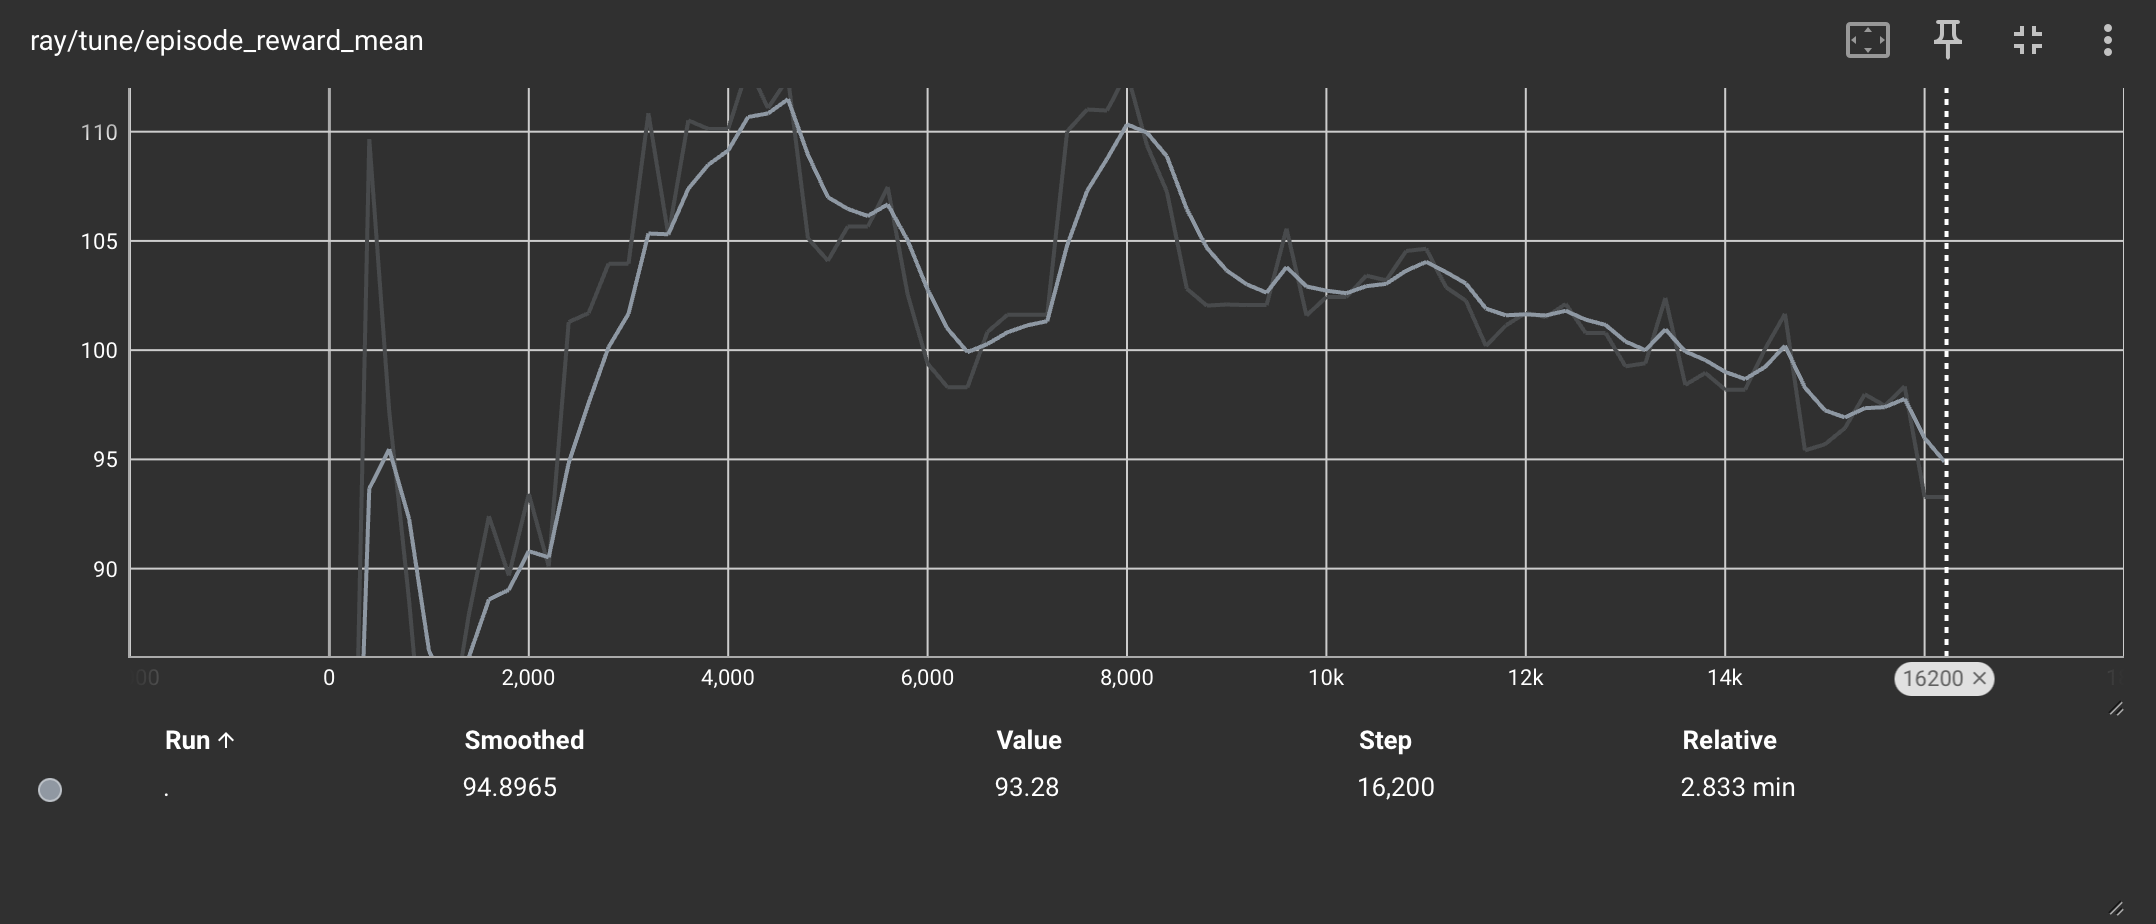 ray/tune/episode_reward_mean
110
105
100
95
90
0 2,000 4,000 6,000 8,000 10k 12k 14k 16200 ×
Run ↑ Smoothed Value Step Relative
. 94.8965 93.28 16,200 2.833 min